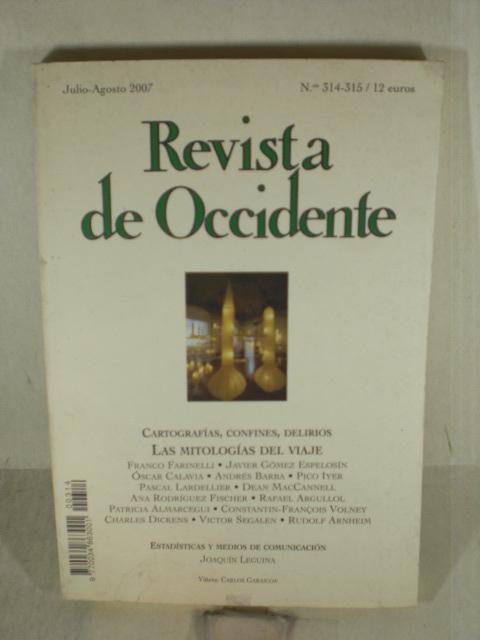 Julio-Agosto 2007
N.os 314-315 / 12 euros
Revista
de Occidente
CARTOGRAFÍAS, CONFINES, DELIRIOS
LAS MITOLOGÍAS DEL VIAJE
FRANCO FARINELLI • JAVIER GÓMEZ ESPELOSÍN
ÓSCAR CALAVIA • ANDRÉS BARBA • PICO IYER
PASCAL LARDELLIER • DEAN MACCANNELL
ANA RODRÍGUEZ FISCHER • RAFAEL ARGULLOL
PATRICIA ALMARCEGUI • CONSTANTIN-FRANÇOIS VOLNEY
CHARLES DICKENS • VICTOR SEGALEN • RUDOLF ARNHEIM
ESTADÍSTICAS Y MEDIOS DE COMUNICACIÓN
JOAQUÍN LEGUINA
Viñeta: CARLOS GARAICOA
00314